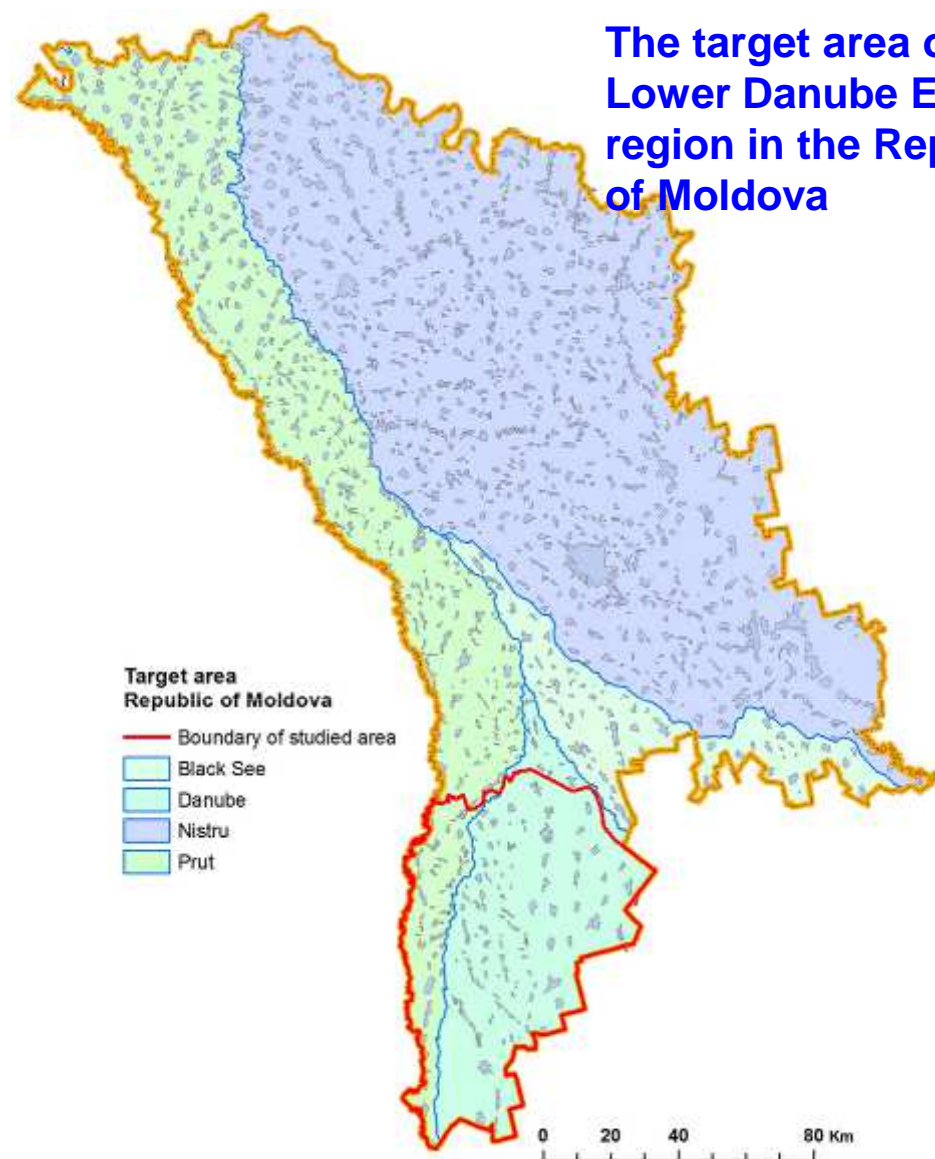 The target area o
Lower Danube E
region in the Rep
of Moldova
Target area
Republic of Moldova
Boundary of studied area
Black See
Danube
Nistru
Prut
0 20 40 80 Km